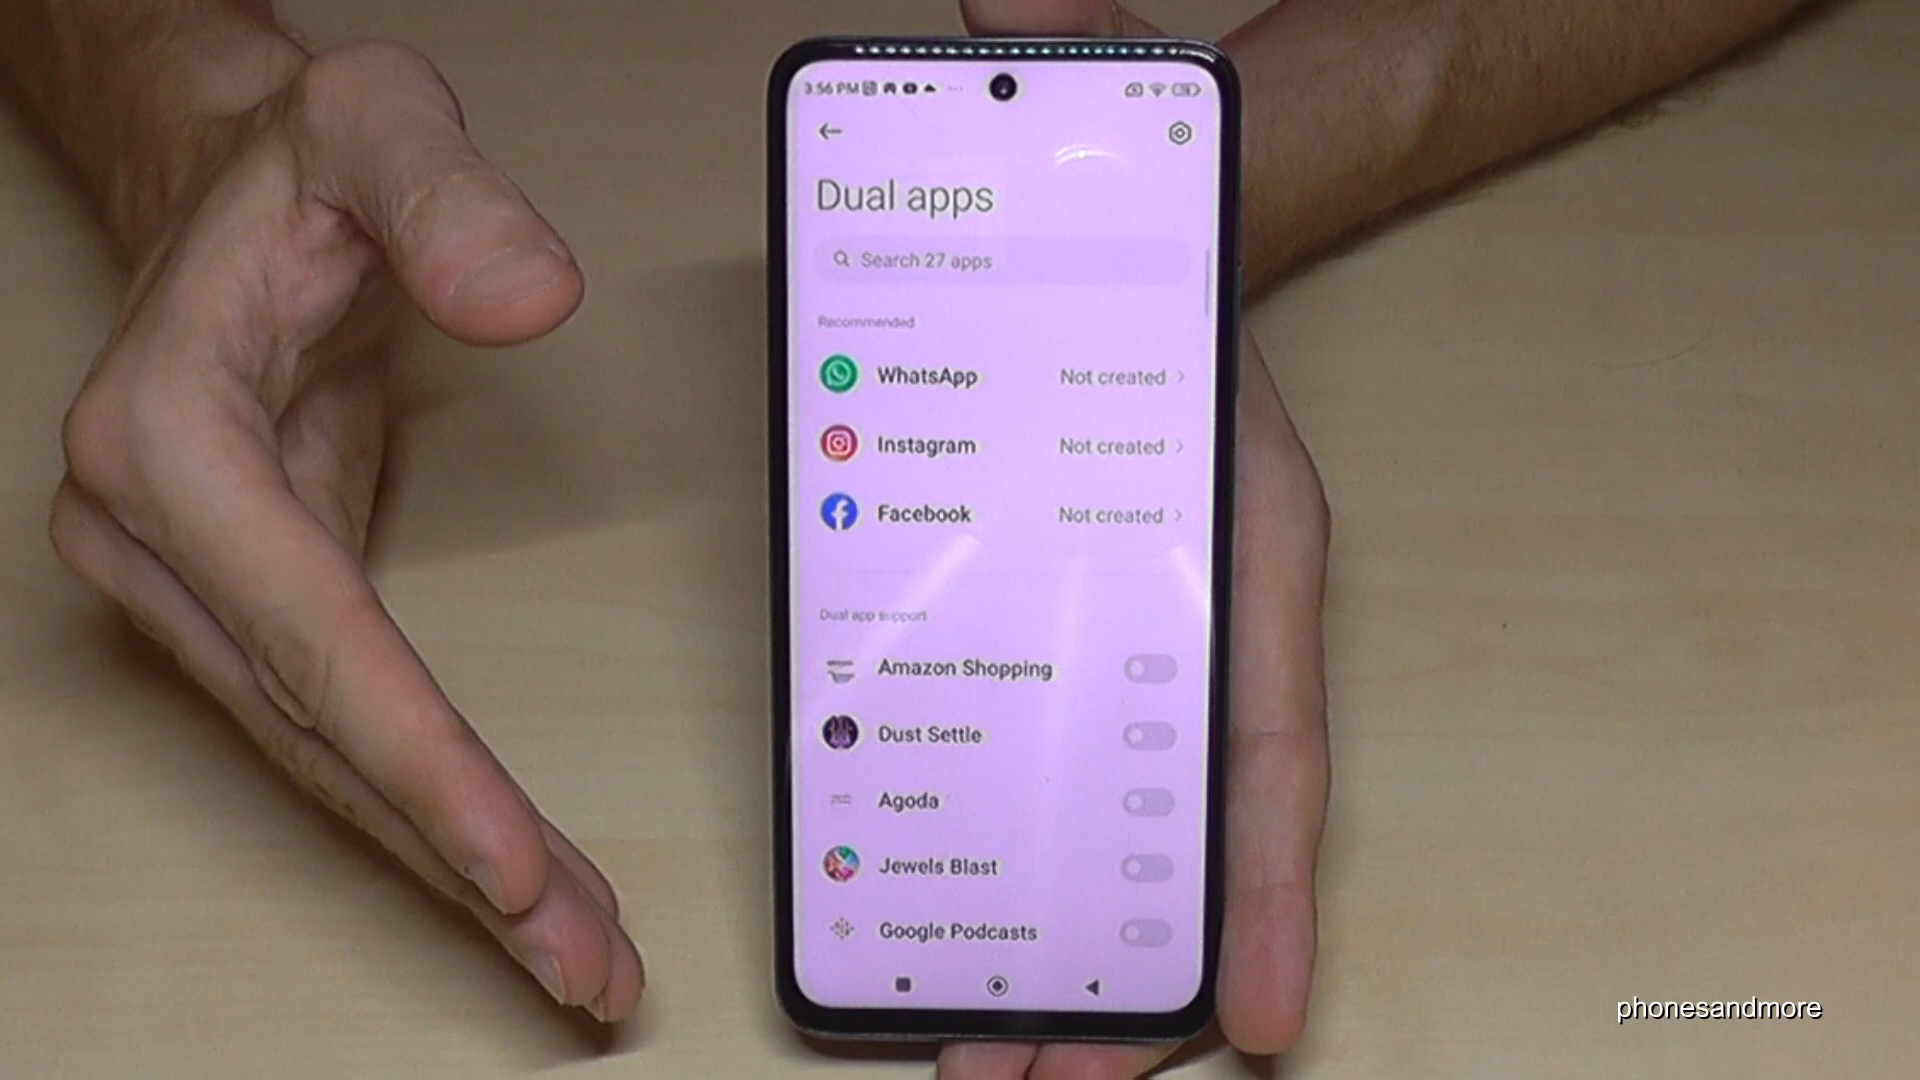 3:56 PM
Dual apps
Search 27 apps
Recommended
WhatsApp Not created
Instagram Not created
Facebook Not created
Dual app support
Amazon Shopping
Dust Settle
Agoda
Jewels Blast
Google Podcasts
phonesandmore